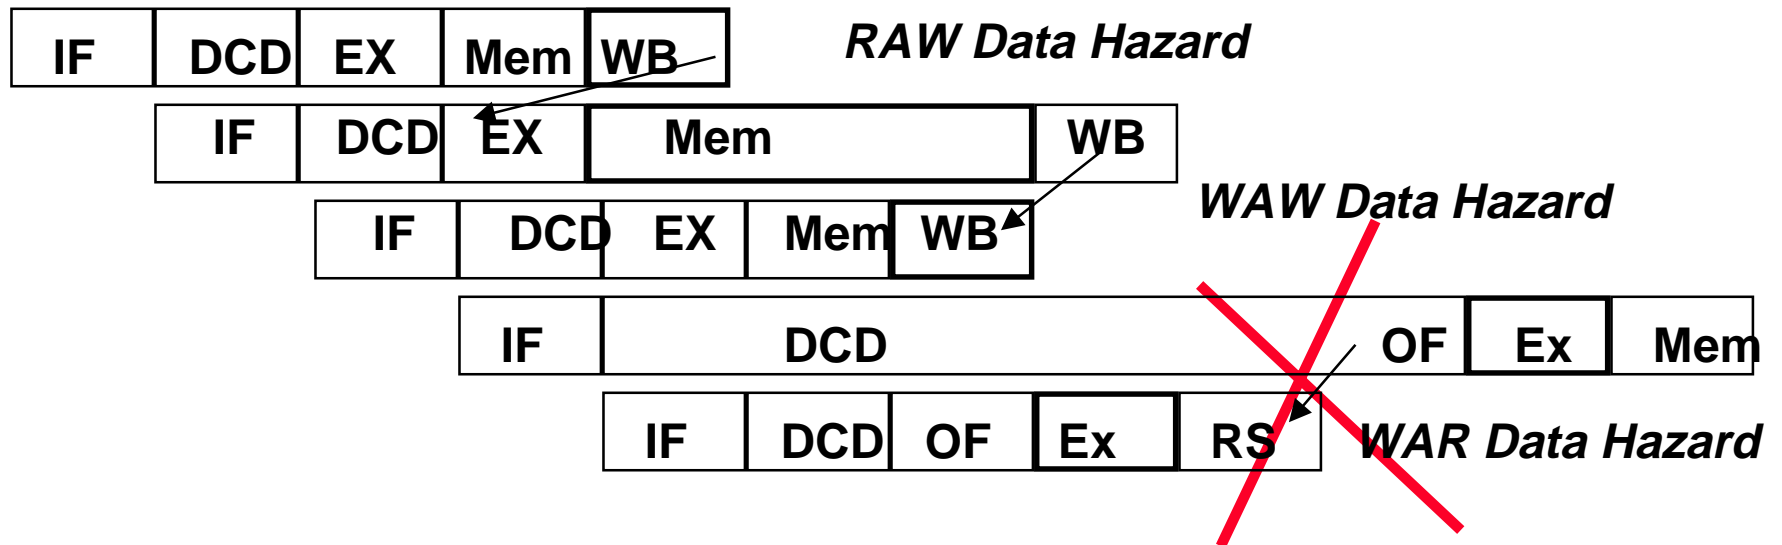 IF DCD EX Mem WB RAW Data Hazard
IF DCD EX Mem WB
WAW Data Hazard
IF DCD EX Mem WB
IF DCD OF Ex Mem
IF DCD OF Ex RS WAR Data Hazard